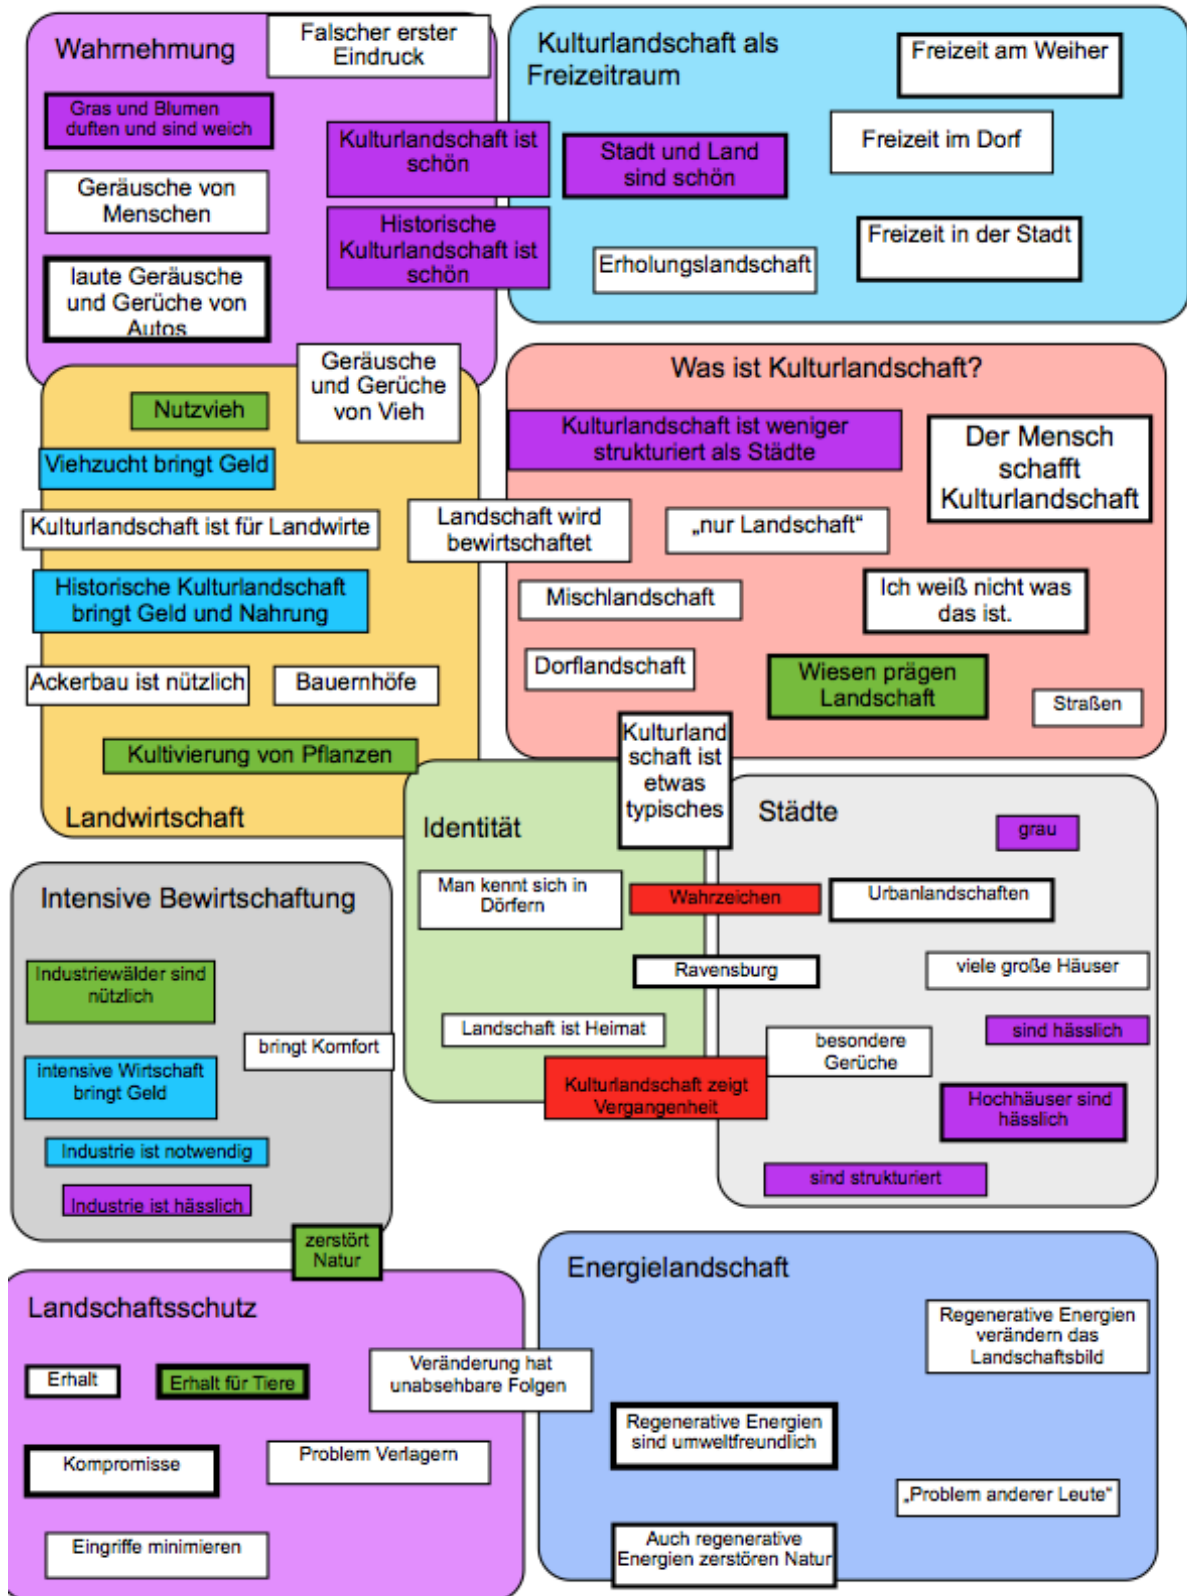 Wahrnehmung
Falscher erster
Eindruck
Gras und Blumen
duften und sind weich
Geräusche von
Menschen
laute Geräusche
und Gerüche von
Autos
Kulturlandschaft ist
schön
Historische
Kulturlandschaft ist
schön
Kulturlandschaft als
Freizeitraum
Freizeit am Weiher
Stadt und Land
sind schön
Freizeit im Dorf
Freizeit in der Stadt
Erholungslandschaft
Geräusche
und Gerüche
von Vieh
Nutzvieh
Viehzucht bringt Geld
Kulturlandschaft ist für Landwirte
Landschaft wird
bewirtschaftet
Historische Kulturlandschaft
bringt Geld und Nahrung
Ackerbau ist nützlich
Bauernhöfe
Kultivierung von Pflanzen
Landwirtschaft
Was ist Kulturlandschaft?
Kulturlandschaft ist weniger
strukturiert als Städte
Der Mensch
schafft
Kulturlandschaft
„nur Landschaft“
Mischlandschaft
Ich weiß nicht was
das ist.
Dorflandschaft
Wiesen prägen
Landschaft
Straßen
Kulturland
schaft ist
etwas
typisches
Identität
Man kennt sich in
Dörfern
Wahrzeichen
Ravensburg
Landschaft ist Heimat
Kulturlandschaft zeigt
Vergangenheit
Städte
grau
Urbanlandschaften
viele große Häuser
sind hässlich
besondere
Gerüche
Hochhäuser sind
hässlich
sind strukturiert
Intensive Bewirtschaftung
Industriewälder sind
nützlich
bringt Komfort
intensive Wirtschaft
bringt Geld
Industrie ist notwendig
Industrie ist hässlich
zerstört
Natur
Landschaftsschutz
Erhalt
Erhalt für Tiere
Veränderung hat
unabsehbare Folgen
Kompromisse
Problem Verlagern
Eingriffe minimieren
Energielandschaft
Regenerative Energien
verändern das
Landschaftsbild
Regenerative Energien
sind umweltfreundlich
„Problem anderer Leute“
Auch regenerative
Energien zerstören Natur